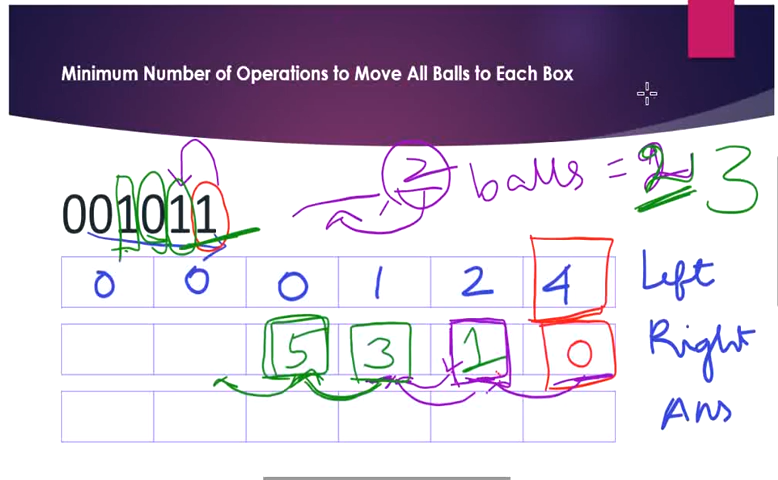 Minimum Number of Operations to Move All Balls to Each Box
2 balls = 2 3
001011
0 0 0 1 2 4 Left
5 3 1 0 Right
Ans